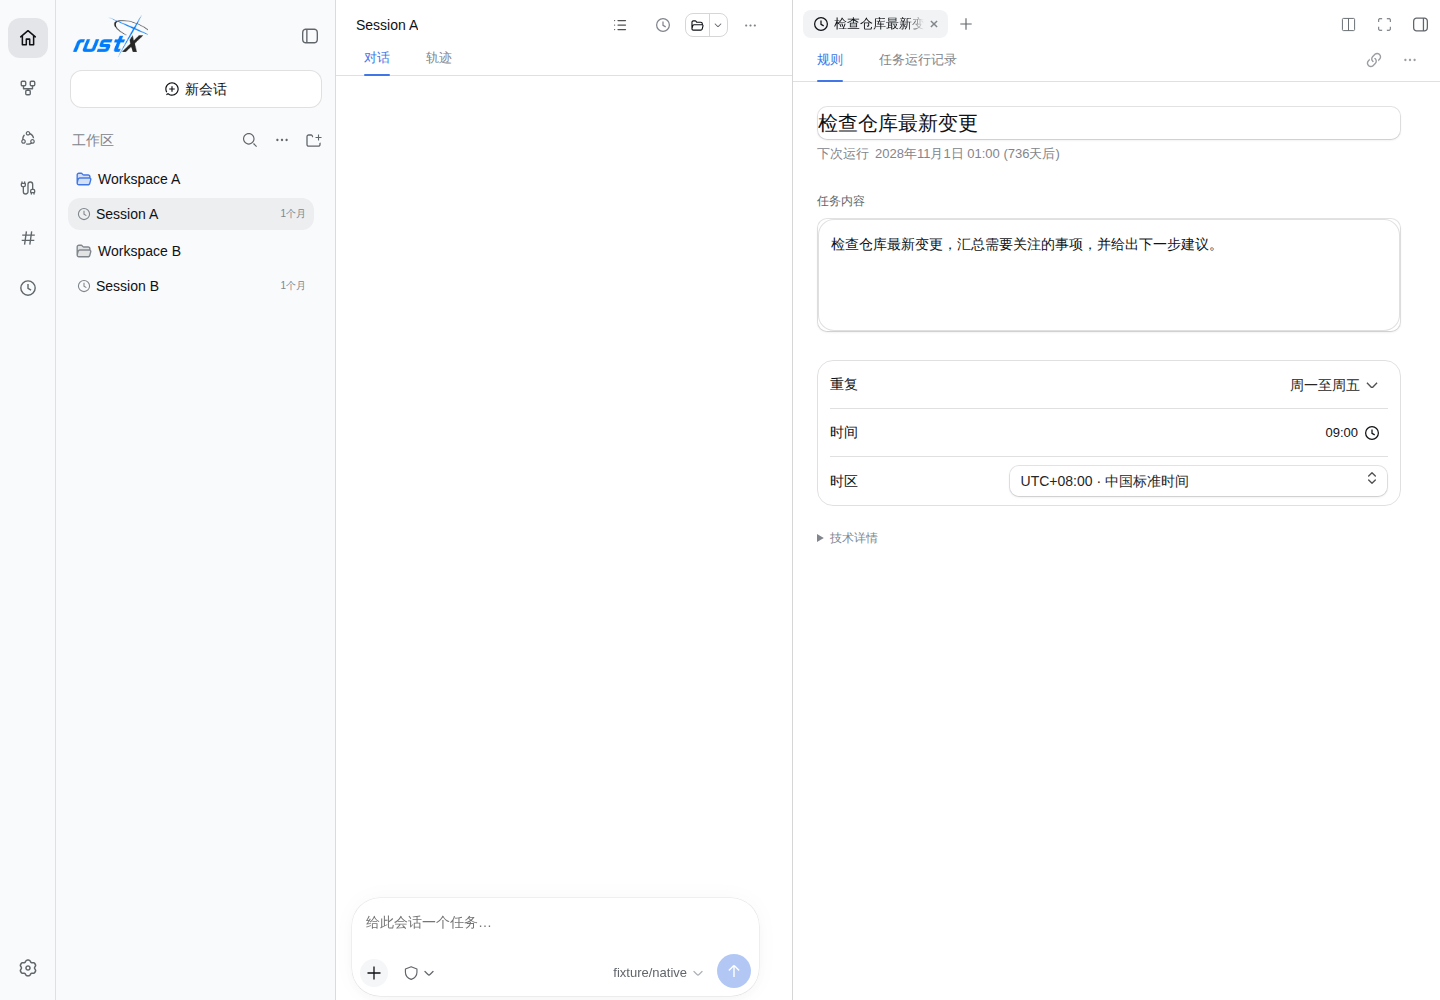 rustX
新会话
工作区
Workspace A
Session A
1个月
Workspace B
Session B
1个月
Session A
对话
轨迹
给此会话一个任务…
fixture/native
检查仓库最新变
规则
任务运行记录
检查仓库最新变更
下次运行 2028年11月1日 01:00 (736天后)
任务内容
检查仓库最新变更，汇总需要关注的事项，并给出下一步建议。
重复
周一至周五
时间
09:00
时区
UTC+08:00 · 中国标准时间
技术详情